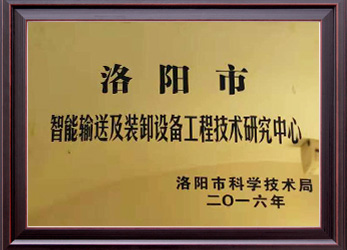 洛阳市
智能输送及装卸设备工程技术研究中心
洛阳市科学技术局
二〇一六年